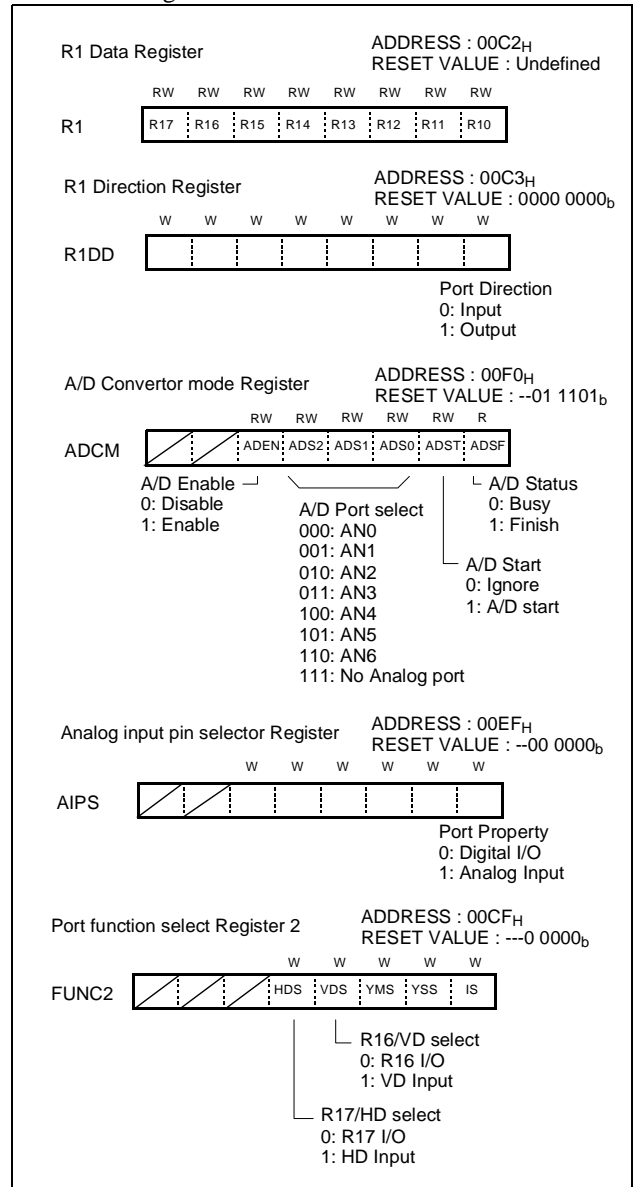 R1 Data Register
ADDRESS : 00C2H
RESET VALUE : Undefined
RW RW RW RW RW RW RW RW
R1 R17 R16 R15 R14 R13 R12 R11 R10
R1 Direction Register
ADDRESS : 00C3H
RESET VALUE : 0000 0000b
W W W W W W W W
R1DD
Port Direction
0: Input
1: Output
A/D Convertor mode Register
ADDRESS : 00F0H
RESET VALUE : --01 1101b
RW RW RW RW RW R
ADCM ADEN ADS2 ADS1 ADS0 ADST ADSF
A/D Enable
0: Disable
1: Enable
A/D Port select
000: AN0
001: AN1
010: AN2
011: AN3
100: AN4
101: AN5
110: AN6
111: No Analog port
A/D Status
0: Busy
1: Finish
A/D Start
0: Ignore
1: A/D start
Analog input pin selector Register
ADDRESS : 00EFH
RESET VALUE : --00 0000b
W W W W W W
AIPS
Port Property
0: Digital I/O
1: Analog Input
Port function select Register 2
ADDRESS : 00CFH
RESET VALUE : ---0 0000b
W W W W W
FUNC2 HDS VDS YMS YSS IS
R16/VD select
0: R16 I/O
1: VD Input
R17/HD select
0: R17 I/O
1: HD Input